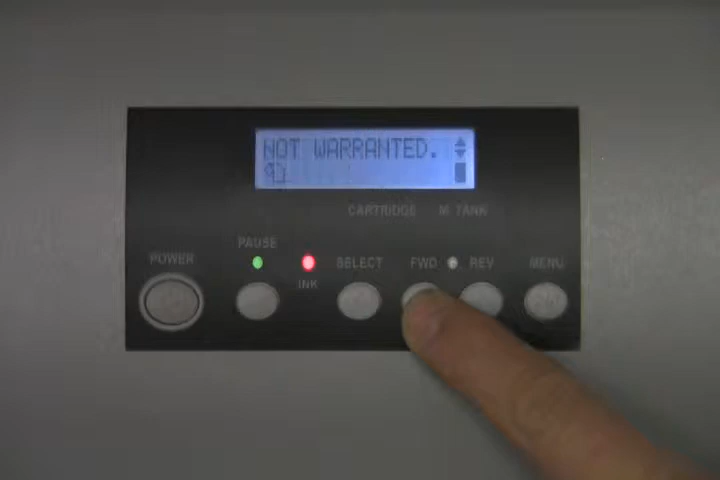 NOT WARRANTED.
CARTRIDGE M TANK
PAUSE
POWER
INK
SELECT
FWD
REV
MENU